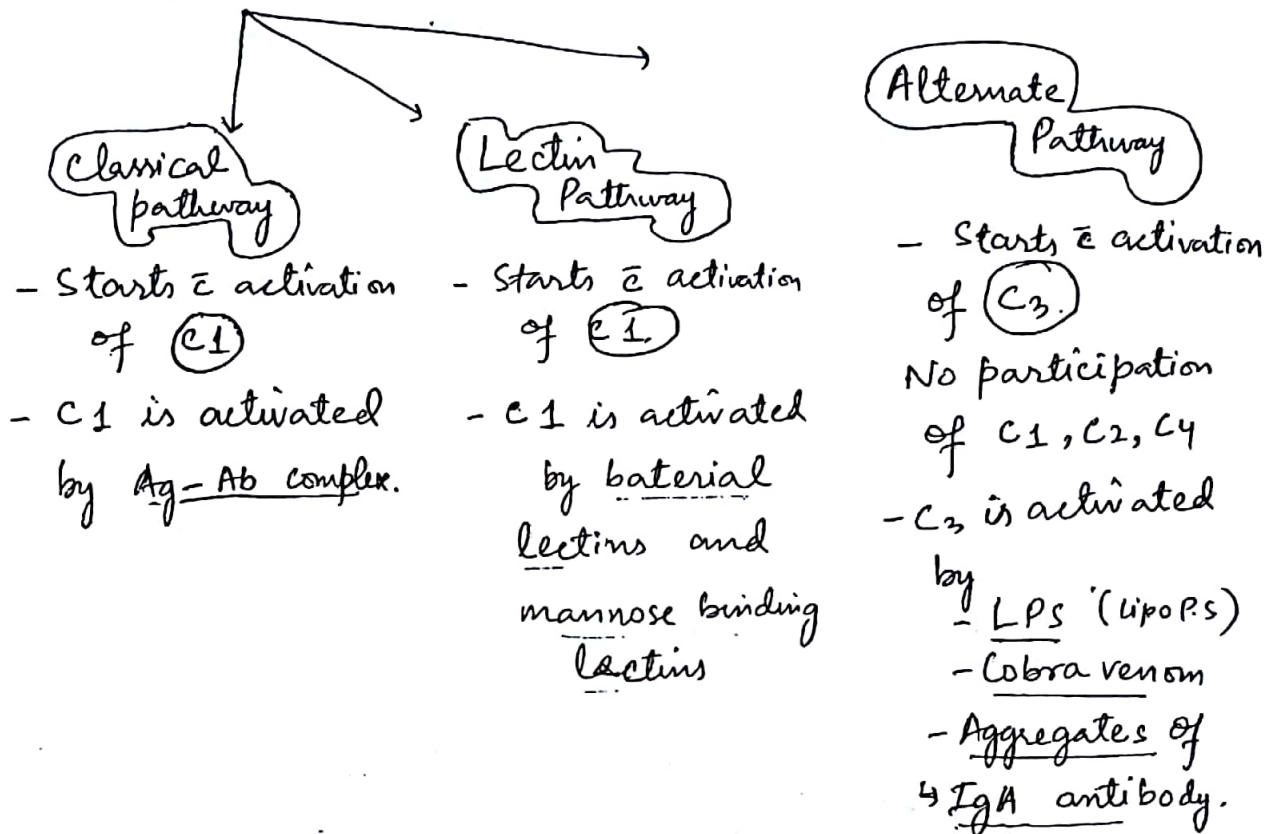 Classical
pathway
- Starts c̄ activation
of C1
- C1 is activated
by Ag-Ab complex.
Lectin
Pathway
- Starts c̄ activation
of C1.
- C1 is activated
by baterial
lectins and
mannose binding
lectins
Alternate
Pathway
- Starts c̄ activation
of C3.
No participation
of C1, C2, C4
- C3 is activated
by
- LPS (Lipo P.S)
- Cobra venom
- Aggregates of
↳ IgA antibody.